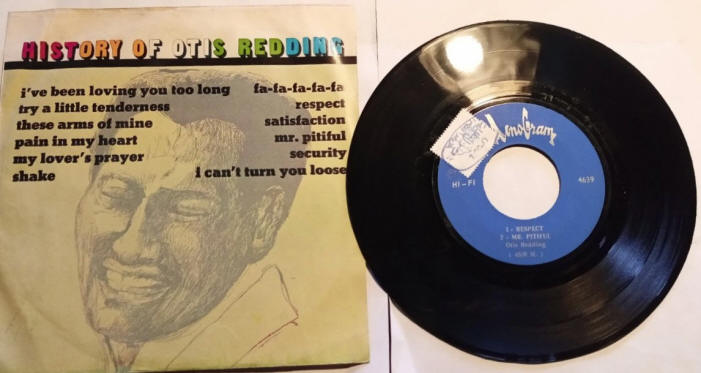 HISTORY OF OTIS REDDING
i've been loving you too long
try a little tenderness
these arms of mine
pain in my heart
my lover's prayer
shake
fa-fa-fa-fa-fa
respect
satisfaction
mr. pitiful
security
i can't turn you loose
HI-FI
4639
1 - RESPECT
2 - MR. PITIFUL
Otis Redding